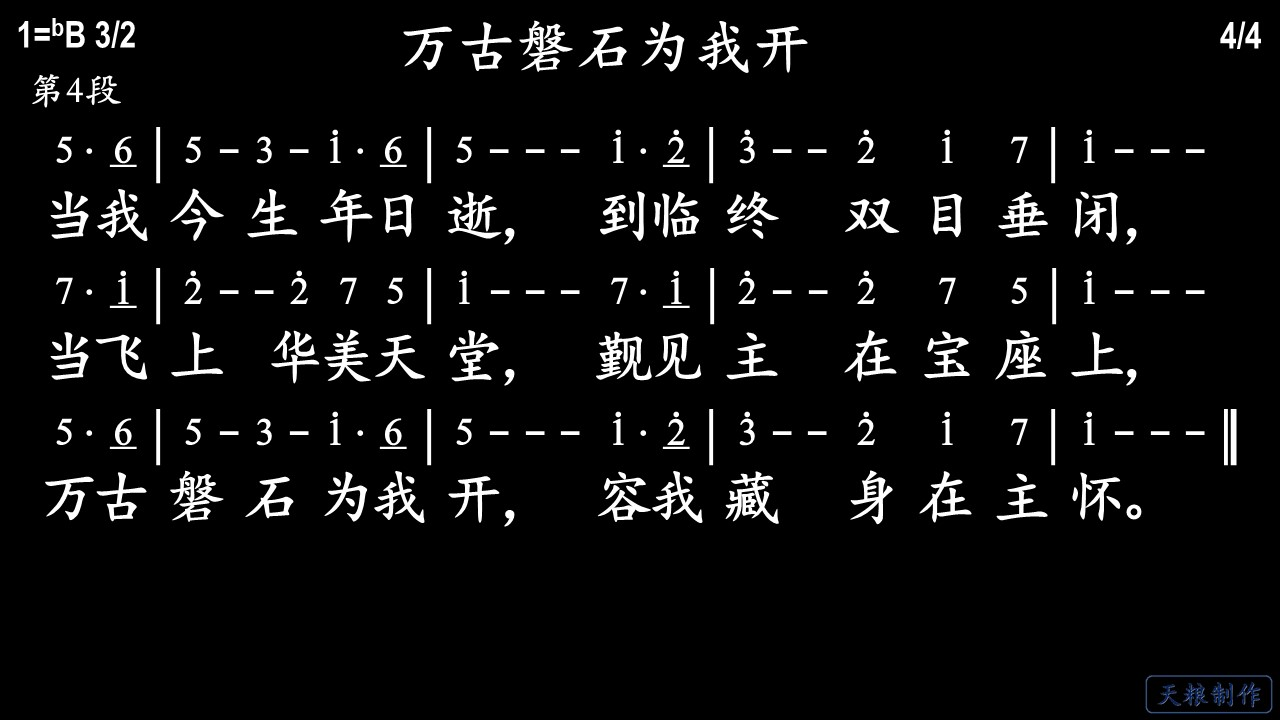 1=ᵇB 3/2
万古磐石为我开
4/4
第4段
5· 6 | 5 – 3 – i̇· 6 | 5 – – – i̇· 2̇ | 3̇ – – 2̇ i̇ 7 | i̇ – – –
当我今生年日逝，到临终双目垂闭，
7· i̇ | 2̇ – – 2̇ 7 5 | i̇ – – – 7· i̇ | 2̇ – – 2̇ 7 5 | i̇ – – –
当飞上华美天堂，觐见主在宝座上，
5· 6 | 5 – 3 – i̇· 6 | 5 – – – i̇· 2̇ | 3̇ – – 2̇ i̇ 7 | i̇ – – – ‖
万古磐石为我开，容我藏身在主怀。
天粮制作